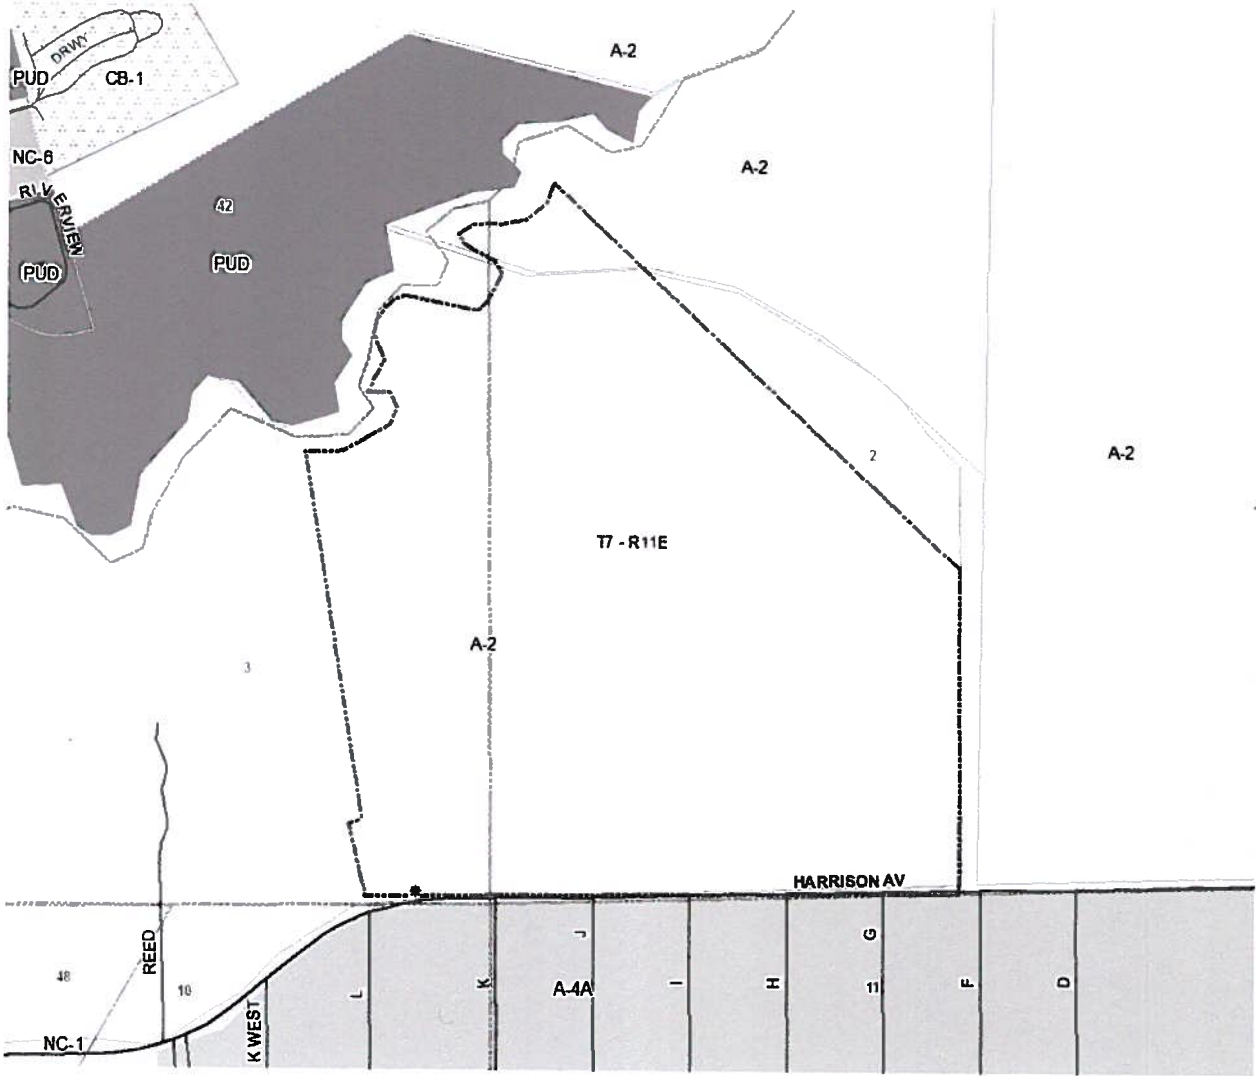 A-2
DRWY
PUD
CB-1
NC-6
A-2
RIVERVIEW
42
PUD
PUD
2
A-2
T7 - R11E
A-2
3
HARRISON AV
REED
J
G
48
18
L
K
A-4A
I
H
11
F
D
K WEST
NC-1